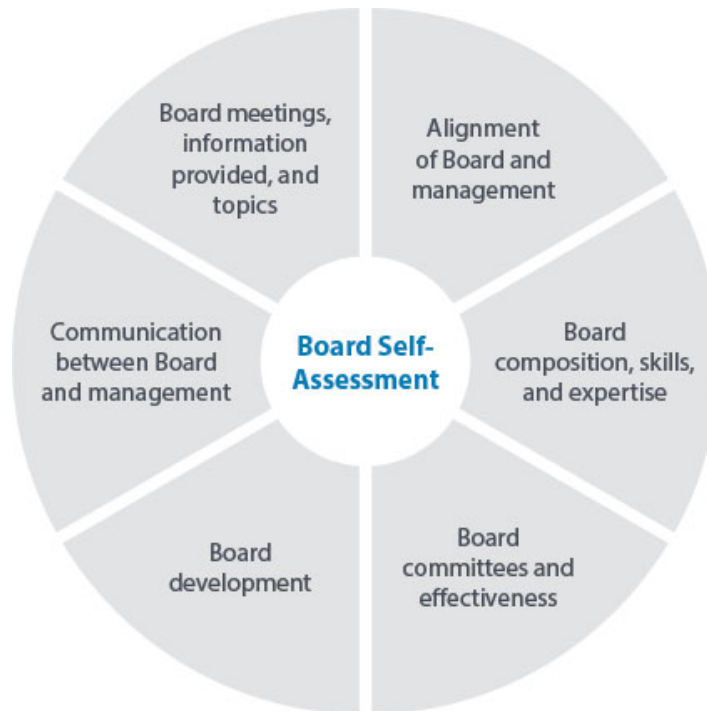 Board meetings,
information
provided, and
topics
Alignment
of Board and
management
Communication
between Board
and management
Board Self-
Assessment
Board
composition, skills,
and expertise
Board
development
Board
committees and
effectiveness